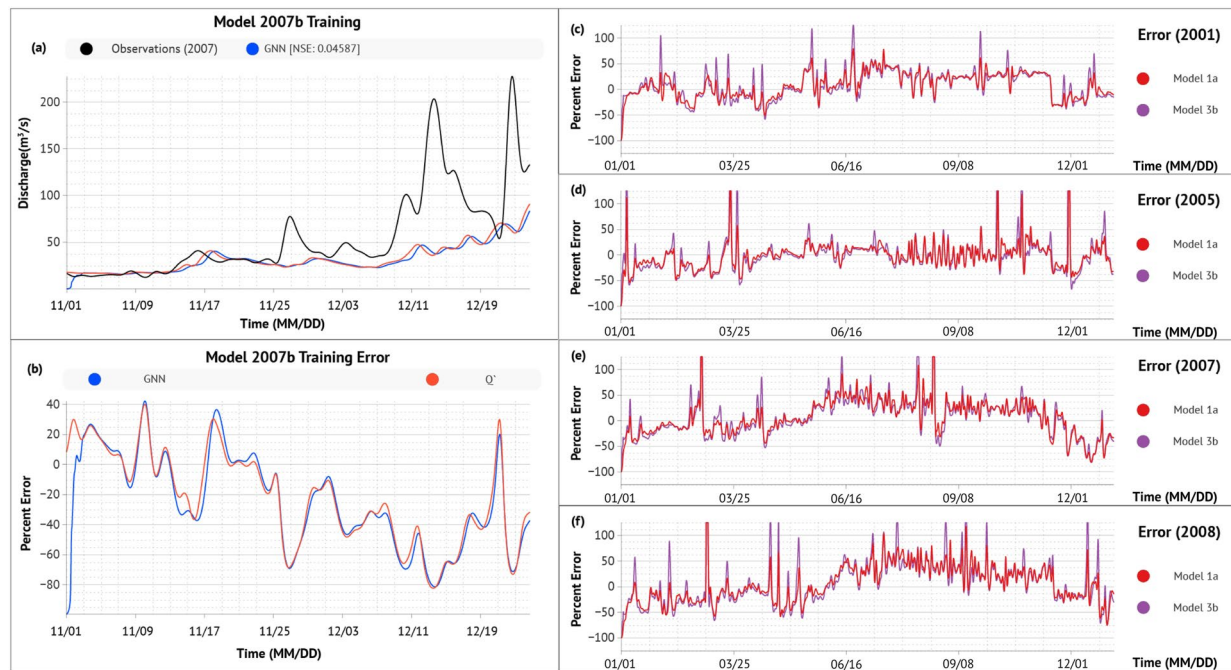 Model 2007b Training
(a)
Observations (2007)
GNN [NSE: 0.04587]
Discharge(m³/s)
200
150
100
50
11/01 11/09 11/17 11/25 12/03 12/11 12/19
Time (MM/DD)
Model 2007b Training Error
(b)
GNN
Q`
Percent Error
40
20
0
−20
−40
−60
−80
11/01 11/09 11/17 11/25 12/03 12/11 12/19
Time (MM/DD)
(c)
Error (2001)
Model 1a
Model 3b
Percent Error
100
50
0
−50
−100
01/01 03/25 06/16 09/08 12/01 Time (MM/DD)
(d)
Error (2005)
Model 1a
Model 3b
Percent Error
100
50
0
−50
−100
01/01 03/25 06/16 09/08 12/01 Time (MM/DD)
(e)
Error (2007)
Model 1a
Model 3b
Percent Error
100
50
0
−50
−100
01/01 03/25 06/16 09/08 12/01 Time (MM/DD)
(f)
Error (2008)
Model 1a
Model 3b
Percent Error
100
50
0
−50
−100
01/01 03/25 06/16 09/08 12/01 Time (MM/DD)